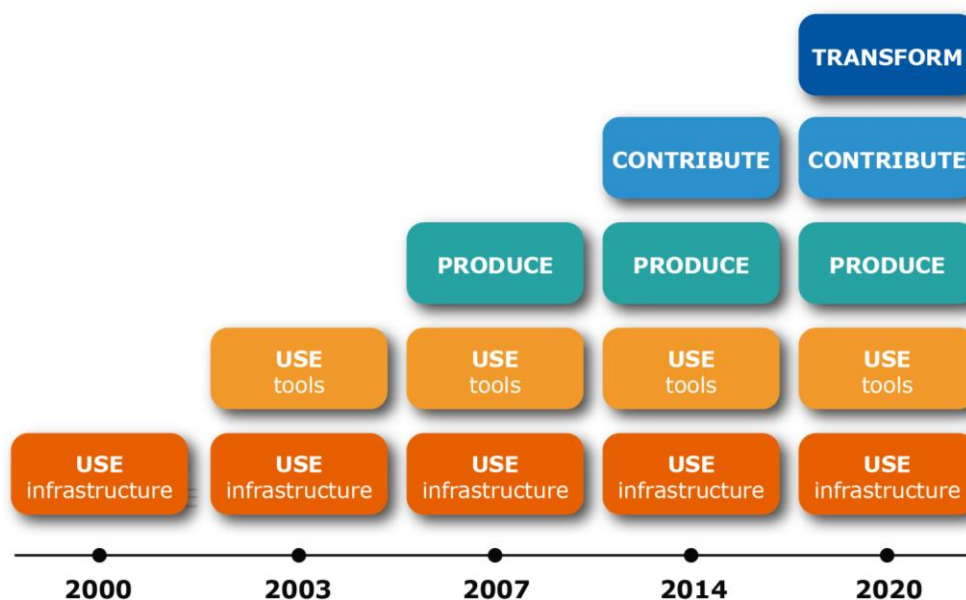 TRANSFORM
CONTRIBUTE CONTRIBUTE
PRODUCE PRODUCE PRODUCE
USE USE USE USE
tools tools tools tools
USE USE USE USE USE
infrastructure infrastructure infrastructure infrastructure infrastructure
2000 2003 2007 2014 2020